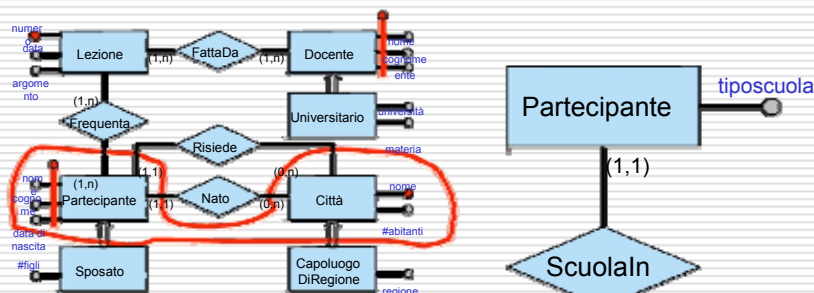 numer
o
data
argome
nto
Lezione
(1,n)
FattaDa
(1,n)
Docente
nome
cognome
ente
(1,n)
Frequenta
Universitario
università
materia
Risiede
(1,n)
(1,1)
(0,n)
nom
e
cogno
me
data di
nascita
Partecipante
(1,1)
Nato
(0,n)
Città
nome
#abitanti
#figli
Sposato
Capoluogo
DiRegione
regione
Partecipante
tiposcuola
(1,1)
ScuolaIn